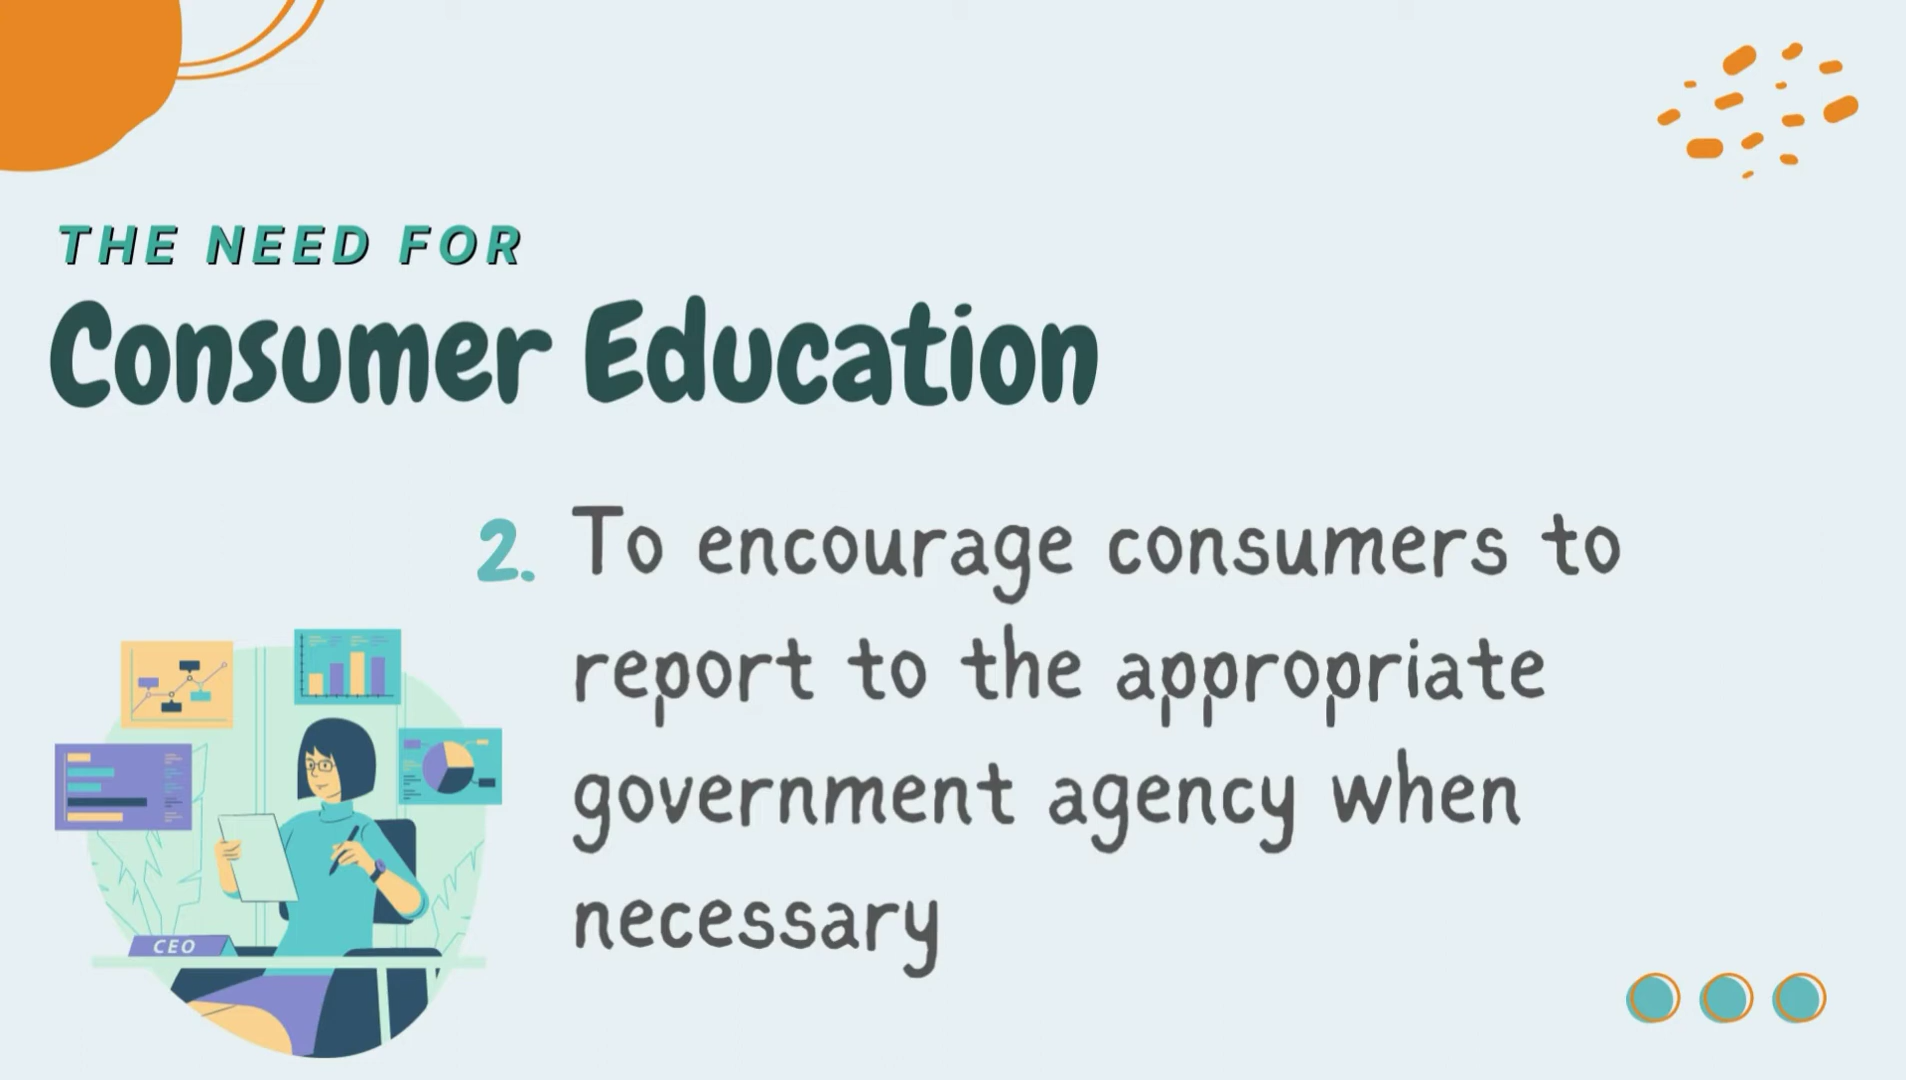 THE NEED FOR
Consumer Education
2. To encourage consumers to
report to the appropriate
government agency when
necessary
CEO